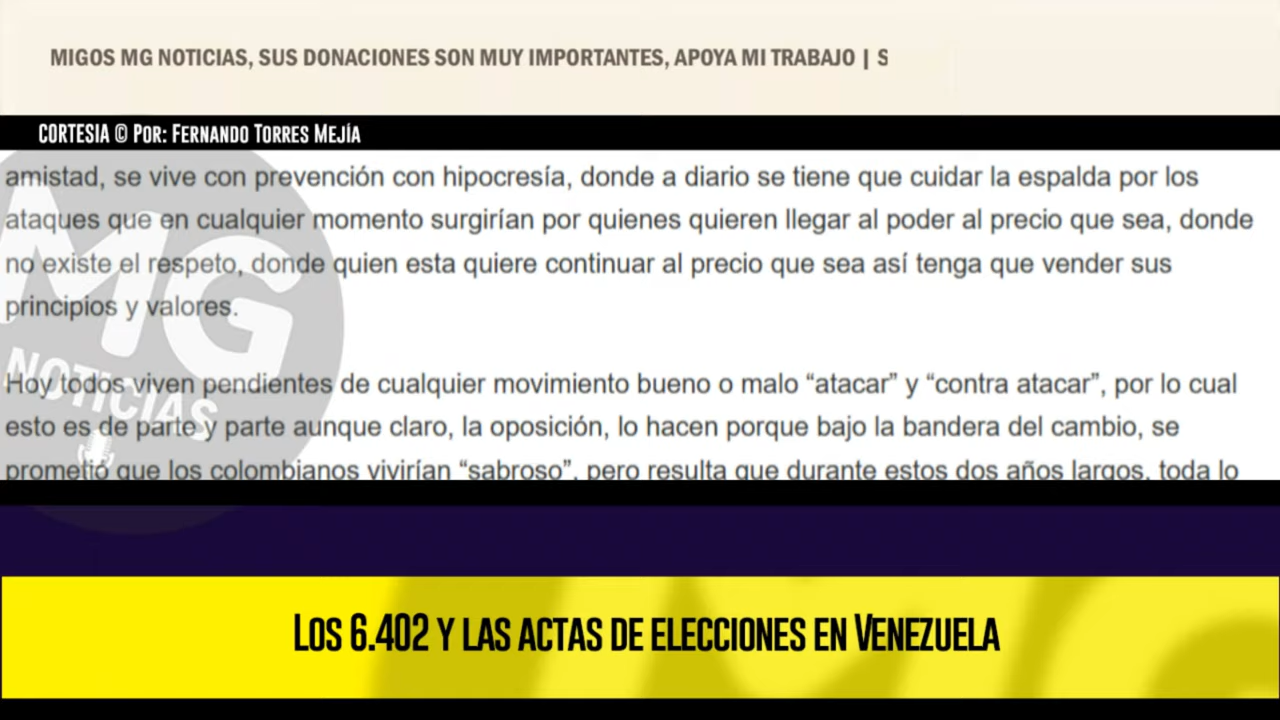 MIGOS MG NOTICIAS, SUS DONACIONES SON MUY IMPORTANTES, APOYA MI TRABAJO | S
CORTESIA © Por: Fernando Torres Mejía
amistad, se vive con prevención con hipocresía, donde a diario se tiene que cuidar la espalda por los
ataques que en cualquier momento surgirían por quienes quieren llegar al poder al precio que sea, donde
no existe el respeto, donde quien esta quiere continuar al precio que sea así tenga que vender sus
principios y valores.
MG
NOTICIAS
Hoy todos viven pendientes de cualquier movimiento bueno o malo “atacar” y “contra atacar”, por lo cual
esto es de parte y parte aunque claro, la oposición, lo hacen porque bajo la bandera del cambio, se
prometió que los colombianos vivirían “sabroso”, pero resulta que durante estos dos años largos, toda lo
Los 6.402 y las actas de elecciones en Venezuela